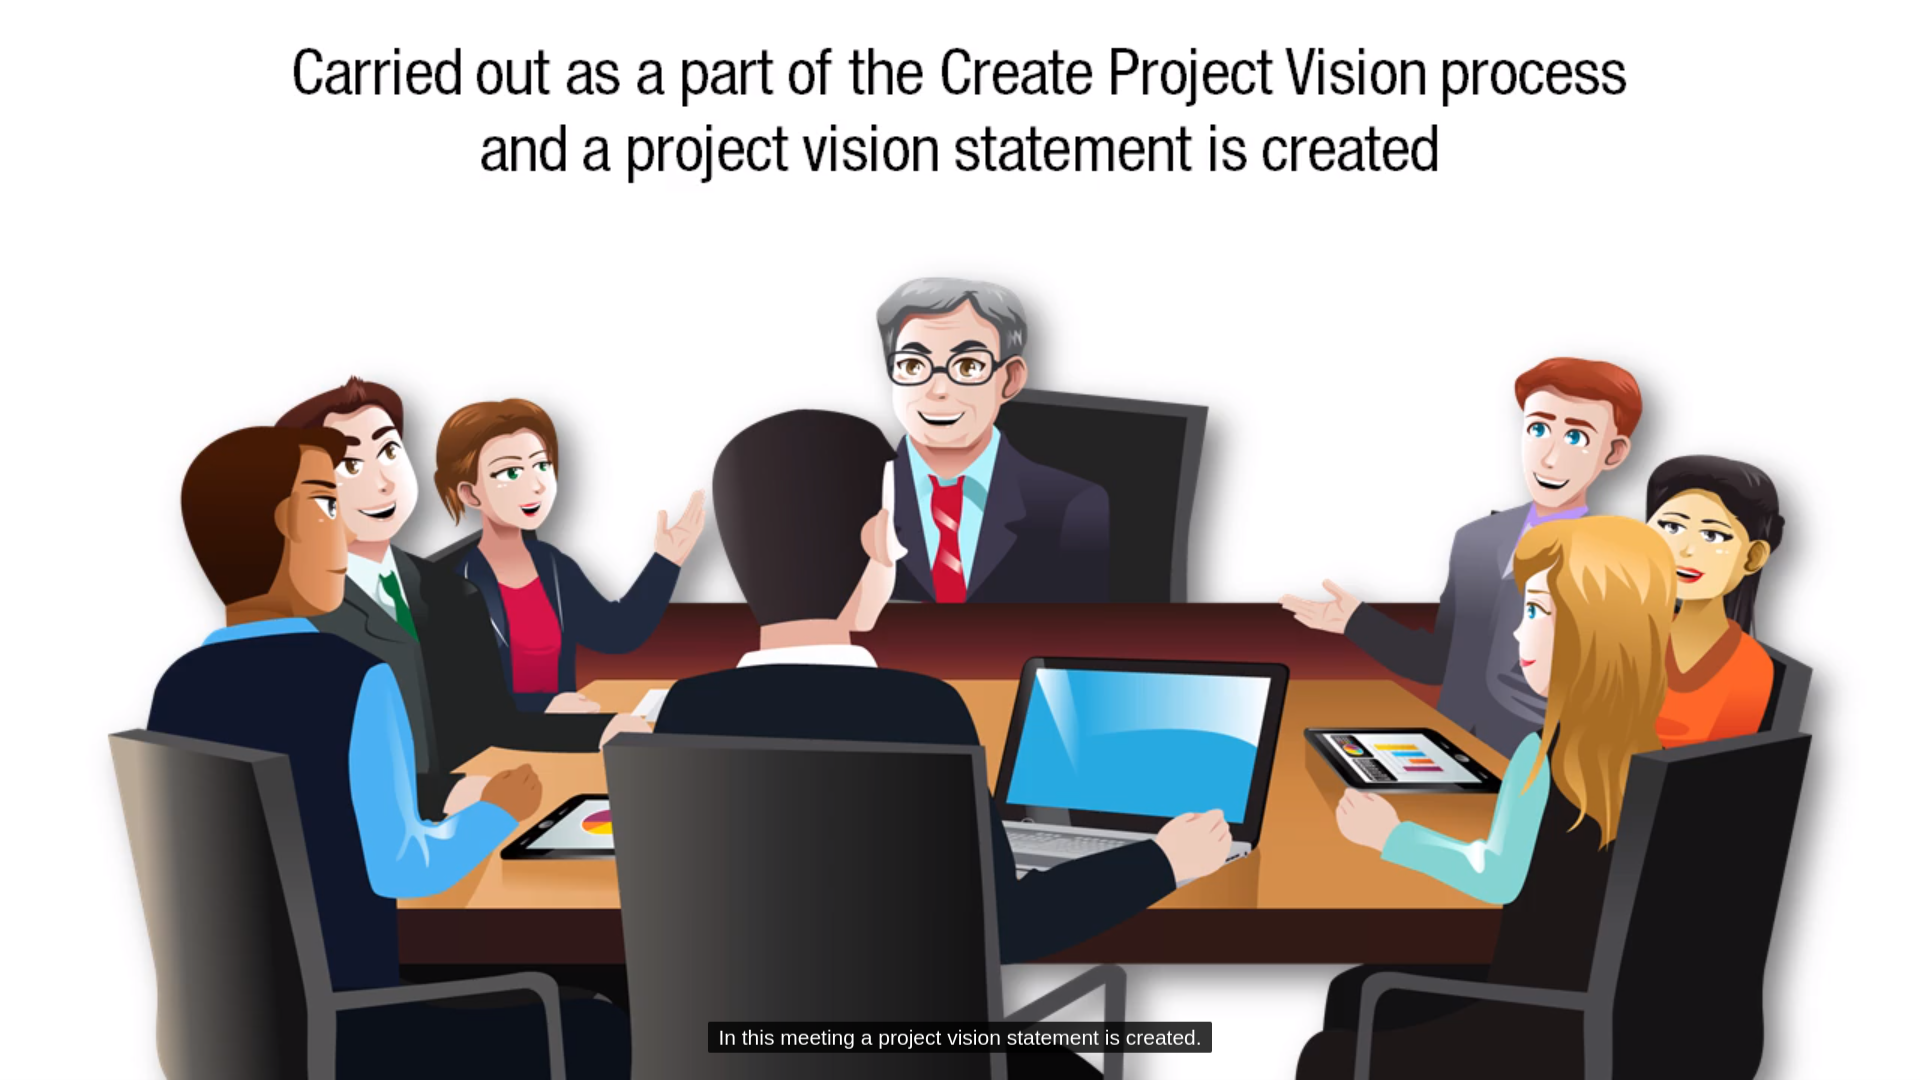 Carried out as a part of the Create Project Vision process
and a project vision statement is created
In this meeting a project vision statement is created.